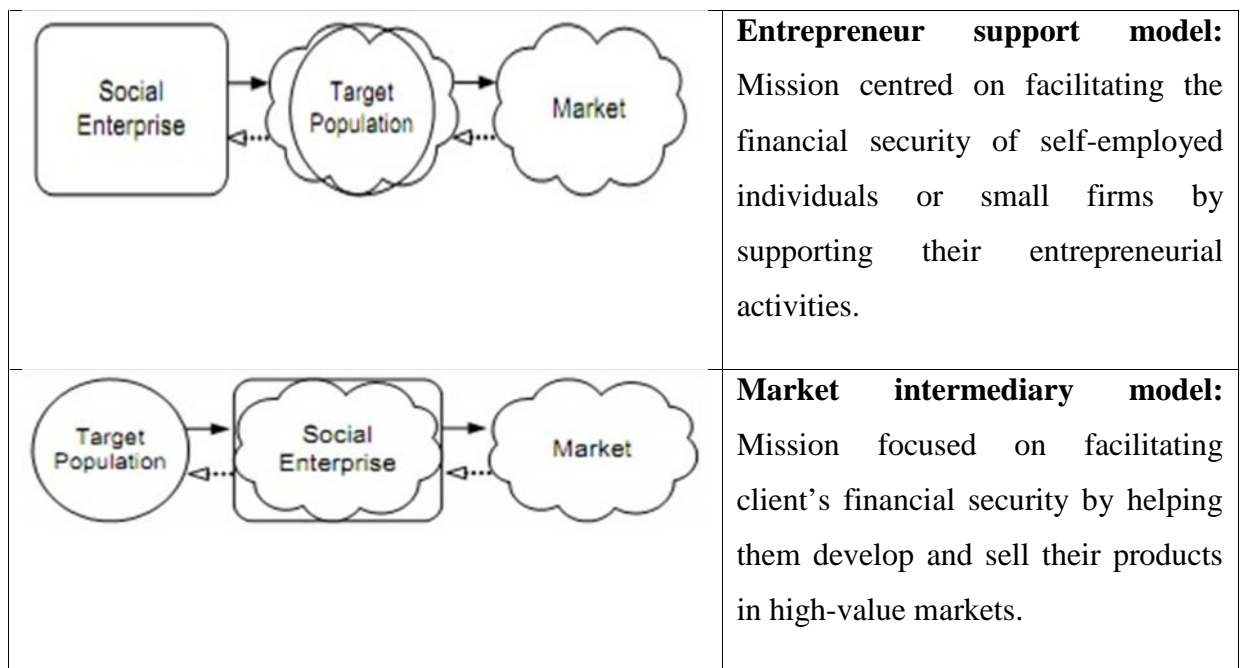 Social
Enterprise
Target
Population
Market
Entrepreneur support model:
Mission centred on facilitating the
financial security of self-employed
individuals or small firms by
supporting their entrepreneurial
activities.
Target
Population
Social
Enterprise
Market
Market intermediary model:
Mission focused on facilitating
client's financial security by helping
them develop and sell their products
in high-value markets.